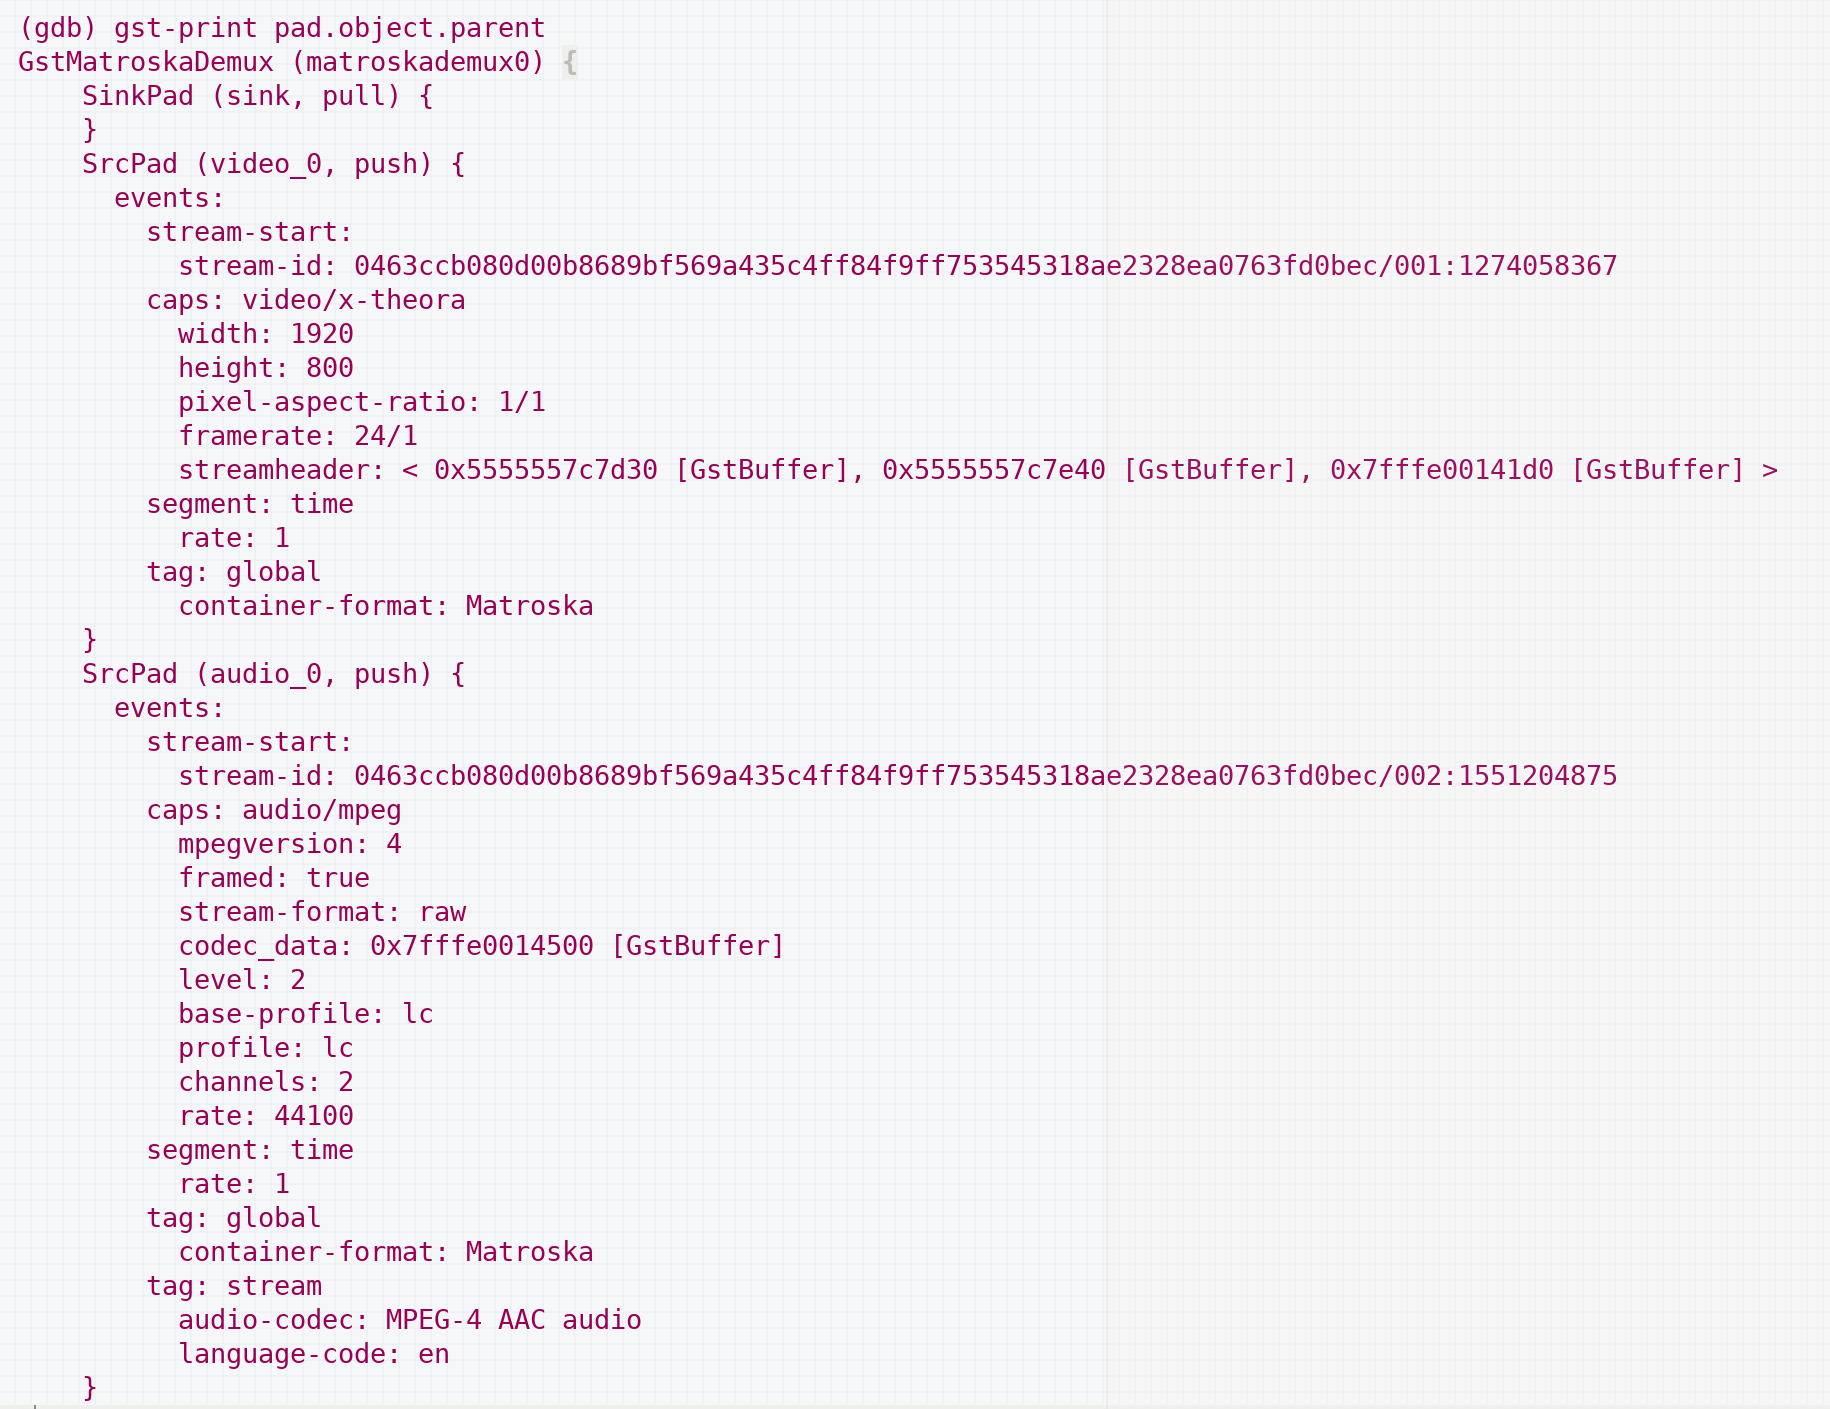 (gdb) gst-print pad.object.parent
GstMatroskaDemux (matroskademux0) {
    SinkPad (sink, pull) {
    }
    SrcPad (video_0, push) {
      events:
        stream-start:
          stream-id: 0463ccb080d00b8689bf569a435c4ff84f9ff753545318ae2328ea0763fd0bec/001:1274058367
        caps: video/x-theora
          width: 1920
          height: 800
          pixel-aspect-ratio: 1/1
          framerate: 24/1
          streamheader: < 0x5555557c7d30 [GstBuffer], 0x5555557c7e40 [GstBuffer], 0x7fffe00141d0 [GstBuffer] >
        segment: time
          rate: 1
        tag: global
          container-format: Matroska
    }
    SrcPad (audio_0, push) {
      events:
        stream-start:
          stream-id: 0463ccb080d00b8689bf569a435c4ff84f9ff753545318ae2328ea0763fd0bec/002:1551204875
        caps: audio/mpeg
          mpegversion: 4
          framed: true
          stream-format: raw
          codec_data: 0x7fffe0014500 [GstBuffer]
          level: 2
          base-profile: lc
          profile: lc
          channels: 2
          rate: 44100
        segment: time
          rate: 1
        tag: global
          container-format: Matroska
        tag: stream
          audio-codec: MPEG-4 AAC audio
          language-code: en
    }